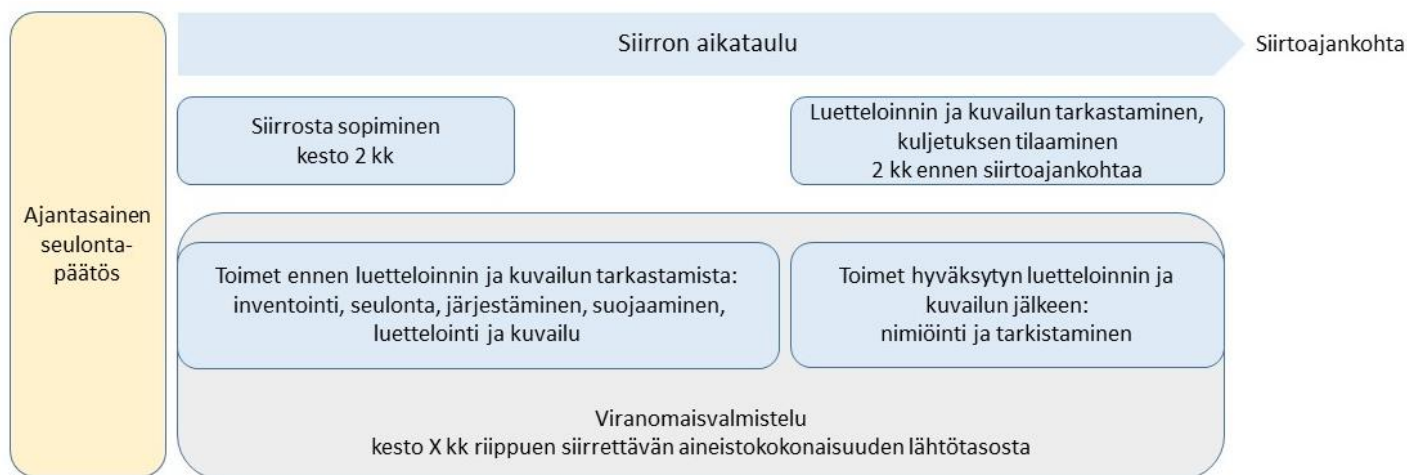 Ajantasainen
seulonta-
päätös
Siirron aikataulu
Siirtoajankohta
Siirrosta sopiminen
kesto 2 kk
Luetteloinnin ja kuvailun tarkastaminen,
kuljetuksen tilaaminen
2 kk ennen siirtoajankohtaa
Toimet ennen luetteloinnin ja kuvailun tarkastamista:
inventointi, seulonta, järjestäminen, suojaaminen,
luettelointi ja kuvailu
Toimet hyväksytyn luetteloinnin ja
kuvailun jälkeen:
nimiöinti ja tarkistaminen
Viranomaisvalmistelu
kesto X kk riippuen siirrettävän aineistokokonaisuuden lähtötasosta